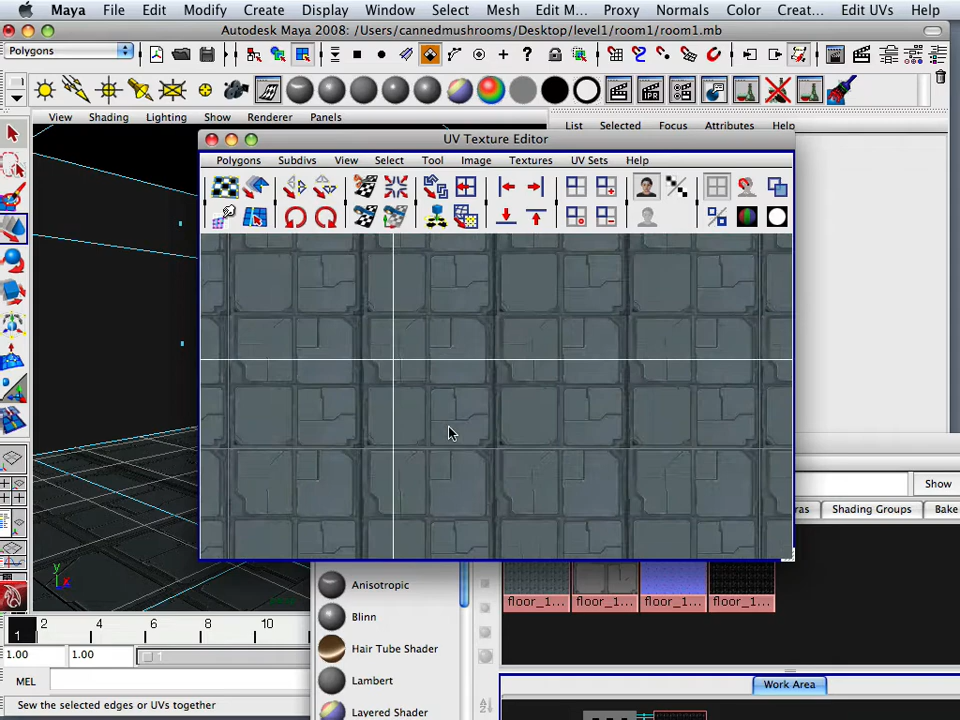 Maya File Edit Modify Create Display Window Select Mesh Edit M... Proxy Normals Color Creat... Edit UVs Help
Autodesk Maya 2008: /Users/cannedmushrooms/Desktop/level1/room1/room1.mb
Polygons
View Shading Lighting Show Renderer Panels
List Selected Focus Attributes Help
UV Texture Editor
Polygons Subdivs View Select Tool Image Textures UV Sets Help
Show
ras Shading Groups Bake
Anisotropic
Blinn
Hair Tube Shader
Lambert
Layered Shader
floor_1... floor_1... floor_1... floor_1...
y
x
1 2 4 6 8 10
1.00 1.00
MEL
Work Area
Sew the selected edges or UVs together